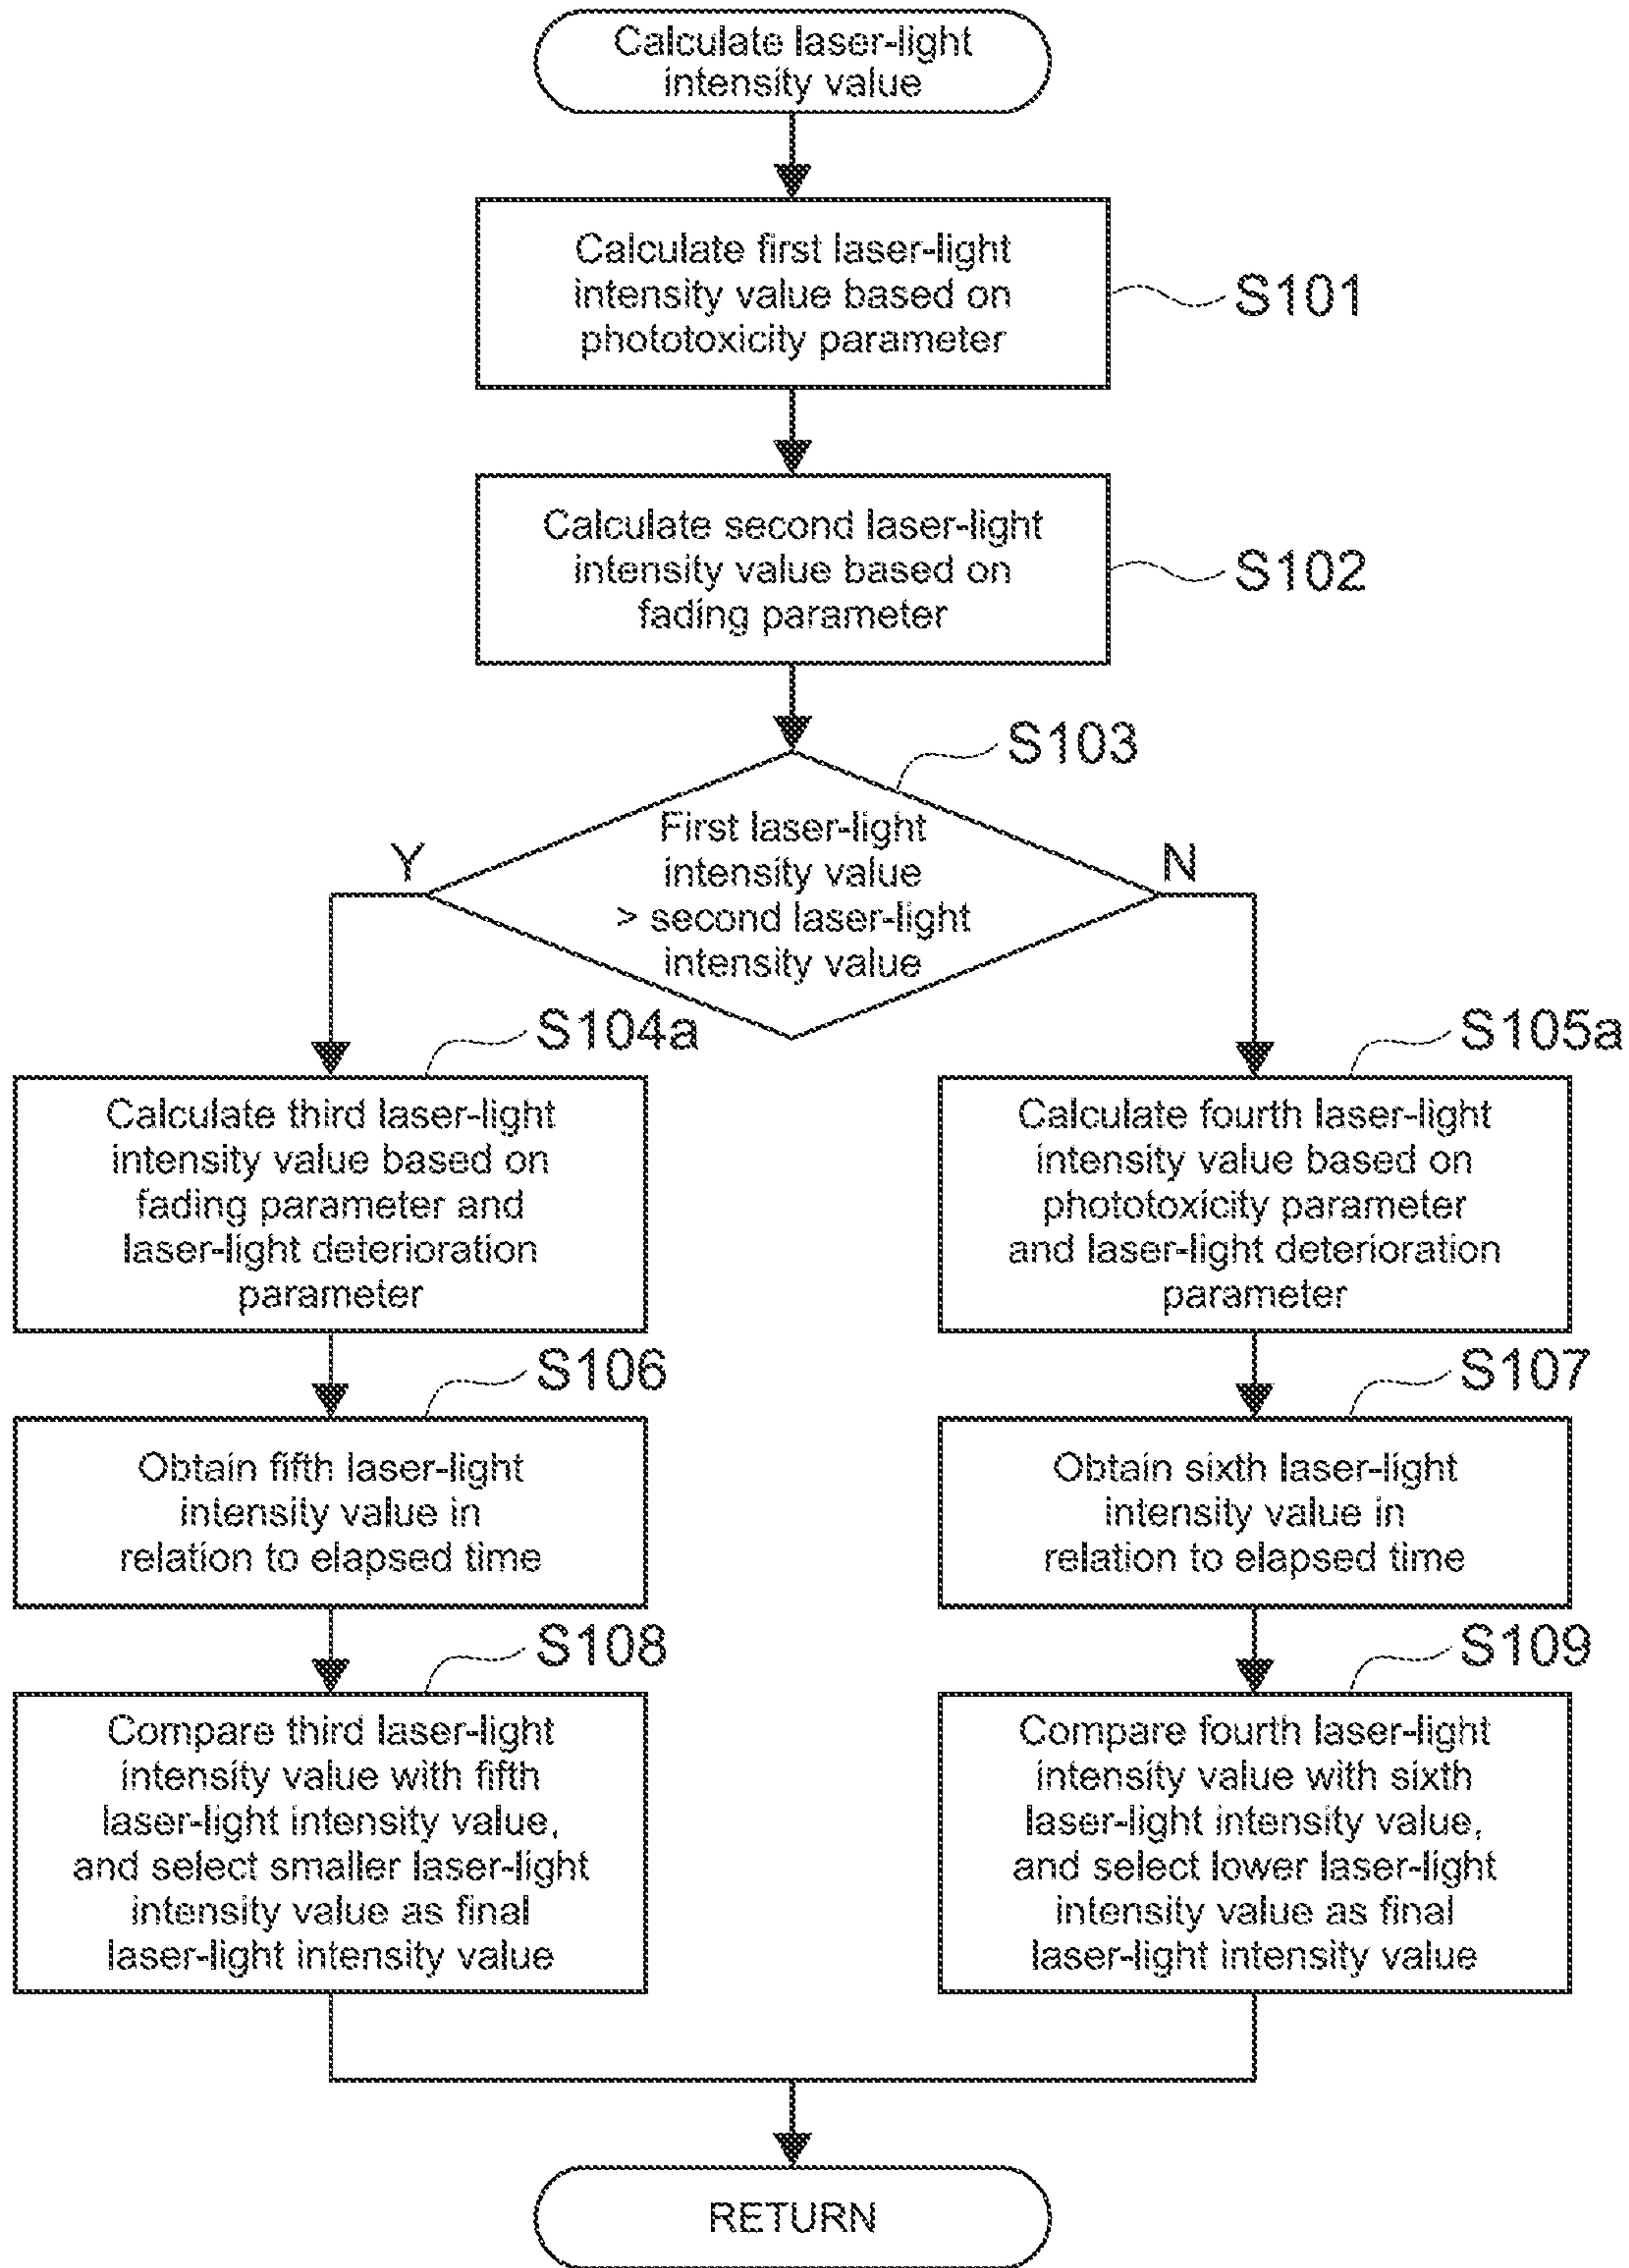 Calculate laser-light
intensity value
Calculate first laser-light
intensity value based on
phototoxicity parameter
S101
Calculate second laser-light
intensity value based on
fading parameter
S102
S103
First laser-light
intensity value
> second laser-light
intensity value
Y
N
S104a
Calculate third laser-light
intensity value based on
fading parameter and
laser-light deterioration
parameter
S105a
Calculate fourth laser-light
intensity value based on
phototoxicity parameter
and laser-light deterioration
parameter
S106
Obtain fifth laser-light
intensity value in
relation to elapsed time
S107
Obtain sixth laser-light
intensity value in
relation to elapsed time
S108
Compare third laser-light
intensity value with fifth
laser-light intensity value,
and select smaller laser-light
intensity value as final
laser-light intensity value
S109
Compare fourth laser-light
intensity value with sixth
laser-light intensity value,
and select lower laser-light
intensity value as final
laser-light intensity value
RETURN